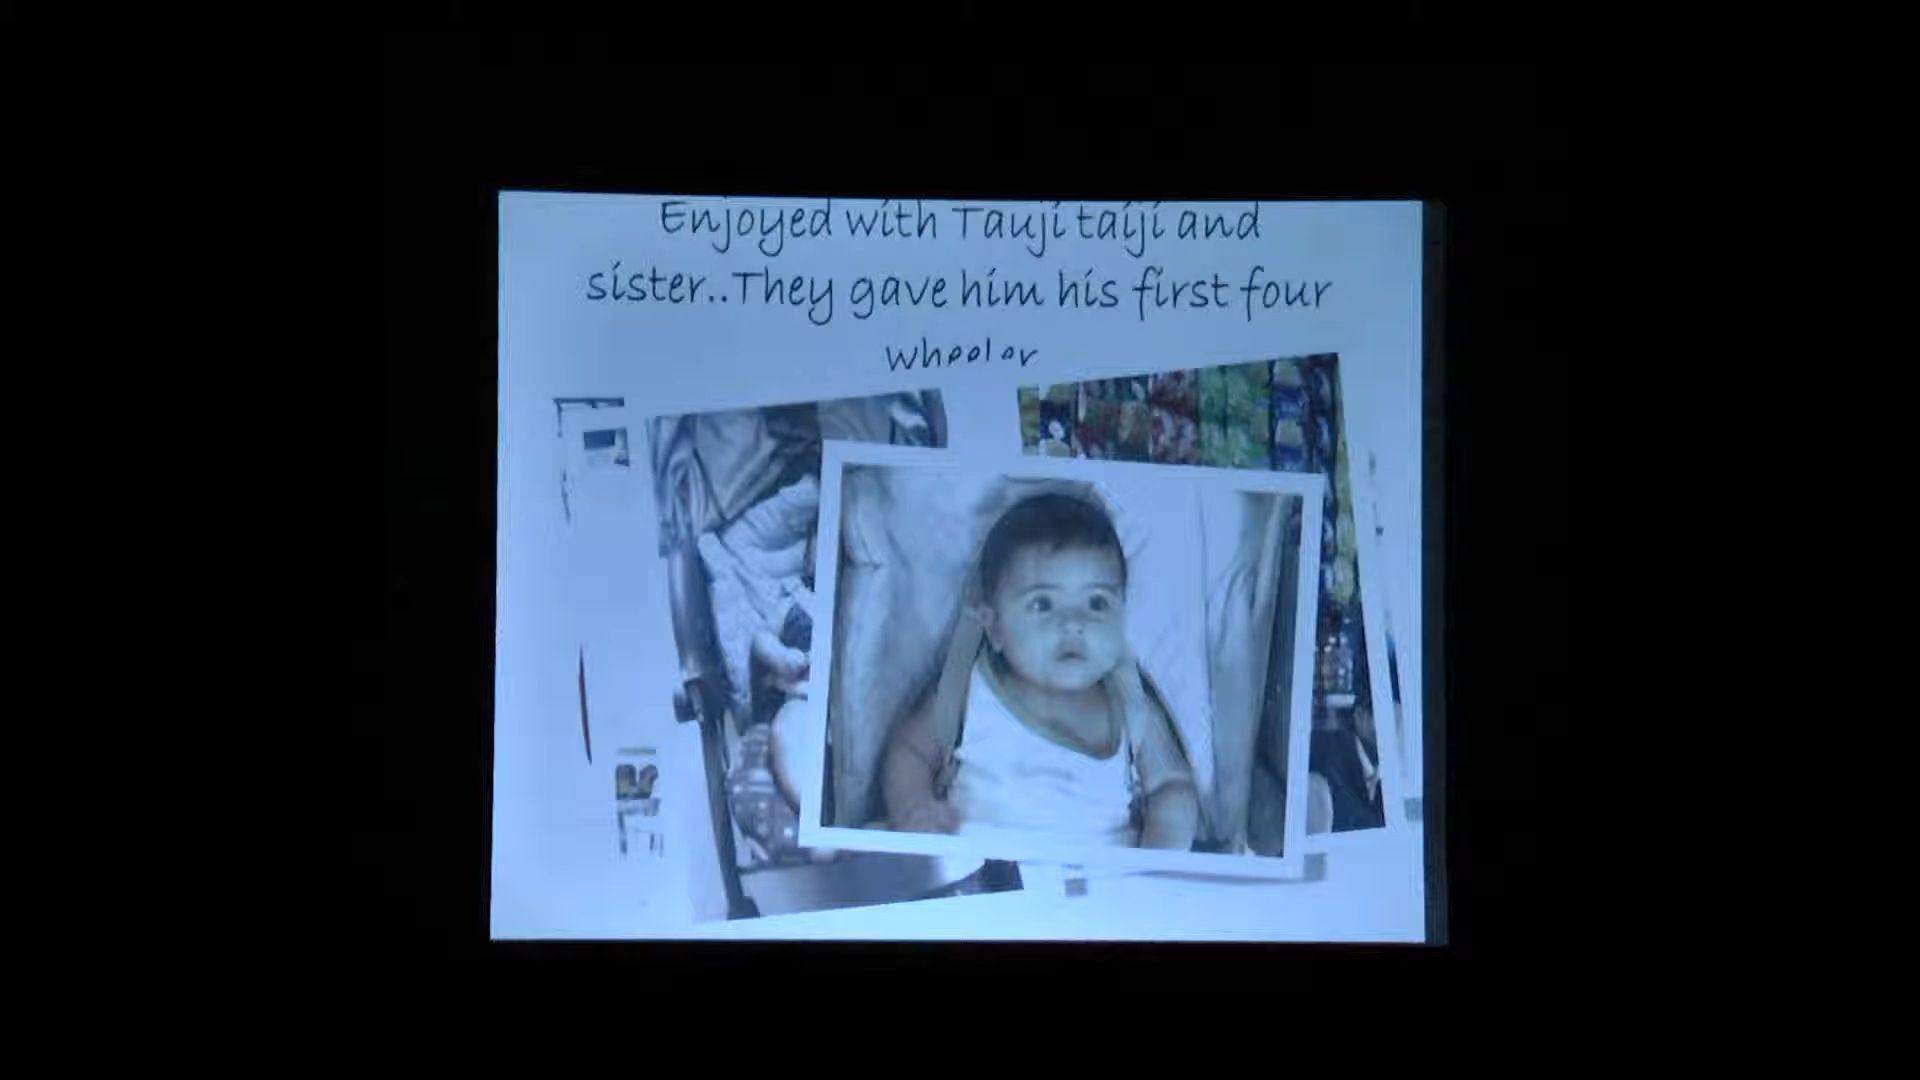 Enjoyed with Tauji taiji and
sister..They gave him his first four
wheeler